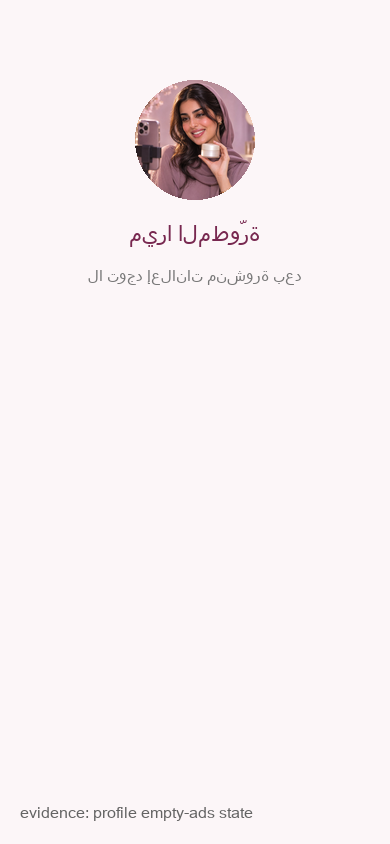 ميرا المطوّرة
لا توجد إعلانات منشورة بعد
evidence: profile empty-ads state